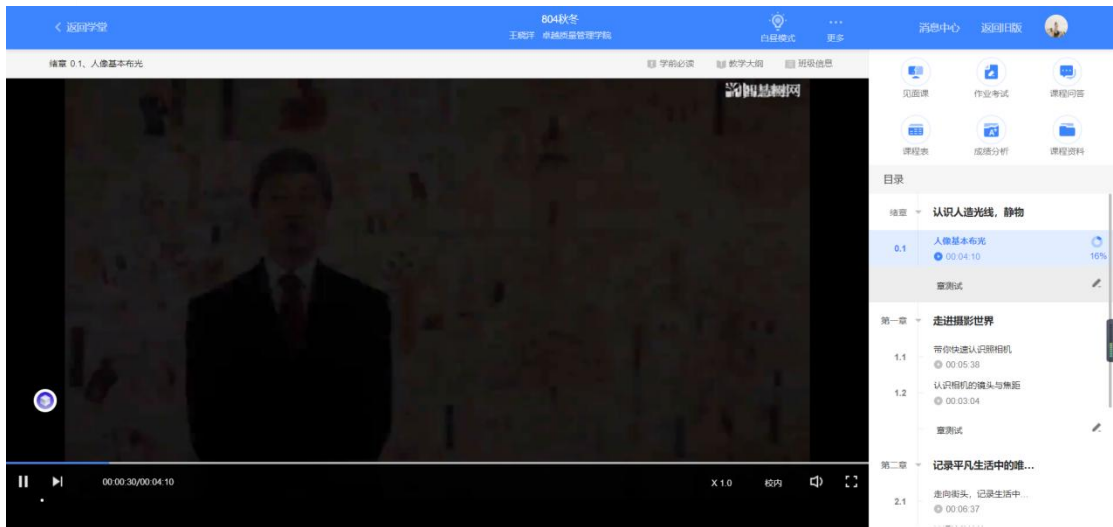 < 返回学堂
804秋冬
王晓洋 卓越质量管理学院
白昼模式
更多
消息中心
返回旧版
绪章 0.1、人像基本布光
学前必读
教学大纲
班级信息
智慧树网
见面课
作业考试
课程问答
课程表
成绩分析
课程资料
目录
绪章 认识人造光线，静物
0.1 人像基本布光
00:04:10
16%
章测试
第一章 走进摄影世界
1.1 带你快速认识照相机
00:05:38
1.2 认识相机的镜头与焦距
00:03:04
章测试
第二章 记录平凡生活中的唯...
2.1 走向街头，记录生活中...
00:06:37
00:00:30/00:04:10
X 1.0
校内